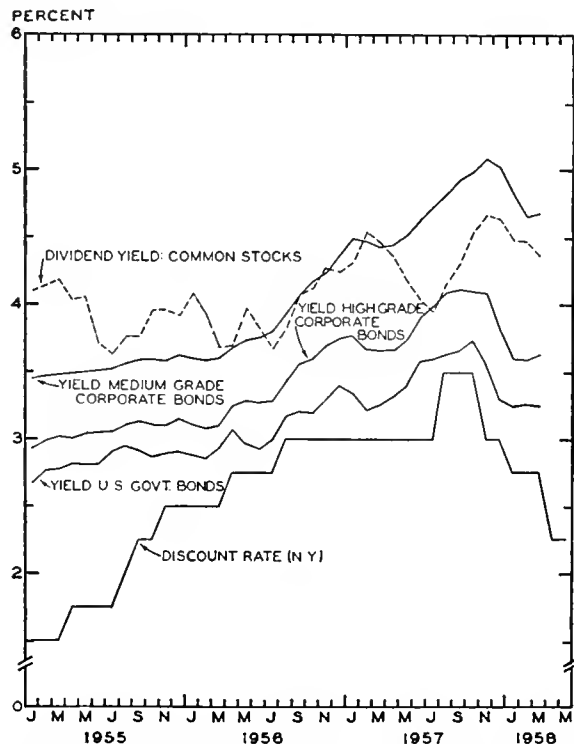 PERCENT
6
5
DIVIDEND YIELD: COMMON STOCKS
4
YIELD HIGH GRADE
CORPORATE
BONDS
YIELD MEDIUM GRADE
CORPORATE BONDS
3
YIELD U S GOVT. BONDS
DISCOUNT RATE (N Y)
2
0
J M M J S N J M M J S N J M M J S N J M M
1955 1956 1957 1958